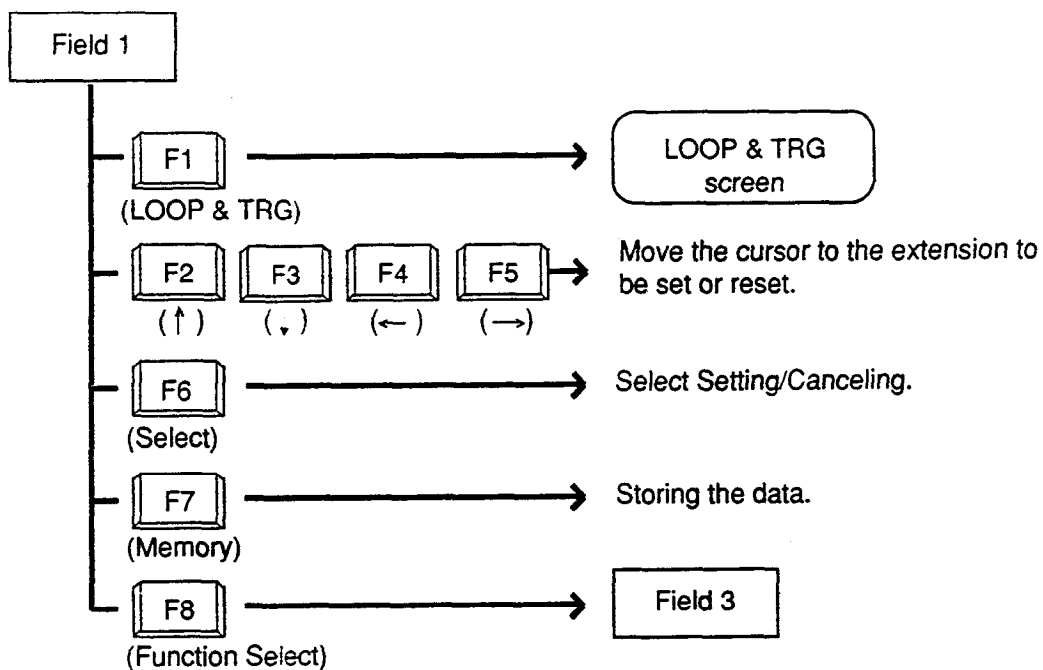 Field 1
F1
(LOOP & TRG)
LOOP & TRG
screen
F2 F3 F4 F5
(↑) (↓) (←) (→)
Move the cursor to the extension to
be set or reset.
F6
(Select)
Select Setting/Canceling.
F7
(Memory)
Storing the data.
F8
(Function Select)
Field 3